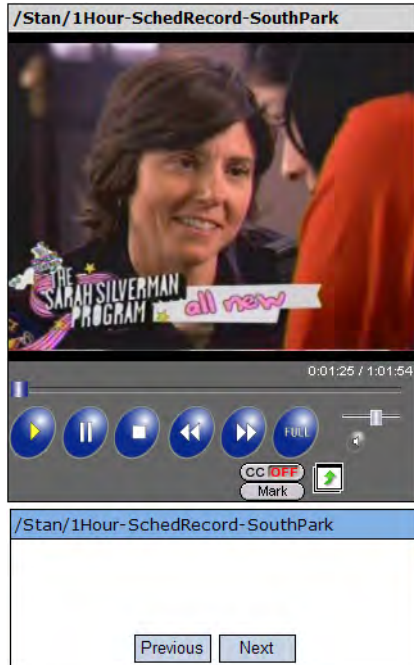 /Stan/1Hour-SchedRecord-SouthPark
THE
SARAH SILVERMAN
PROGRAM
all new
0:01:25 / 1:01:54
FULL
CC OFF
Mark
/Stan/1Hour-SchedRecord-SouthPark
Previous Next